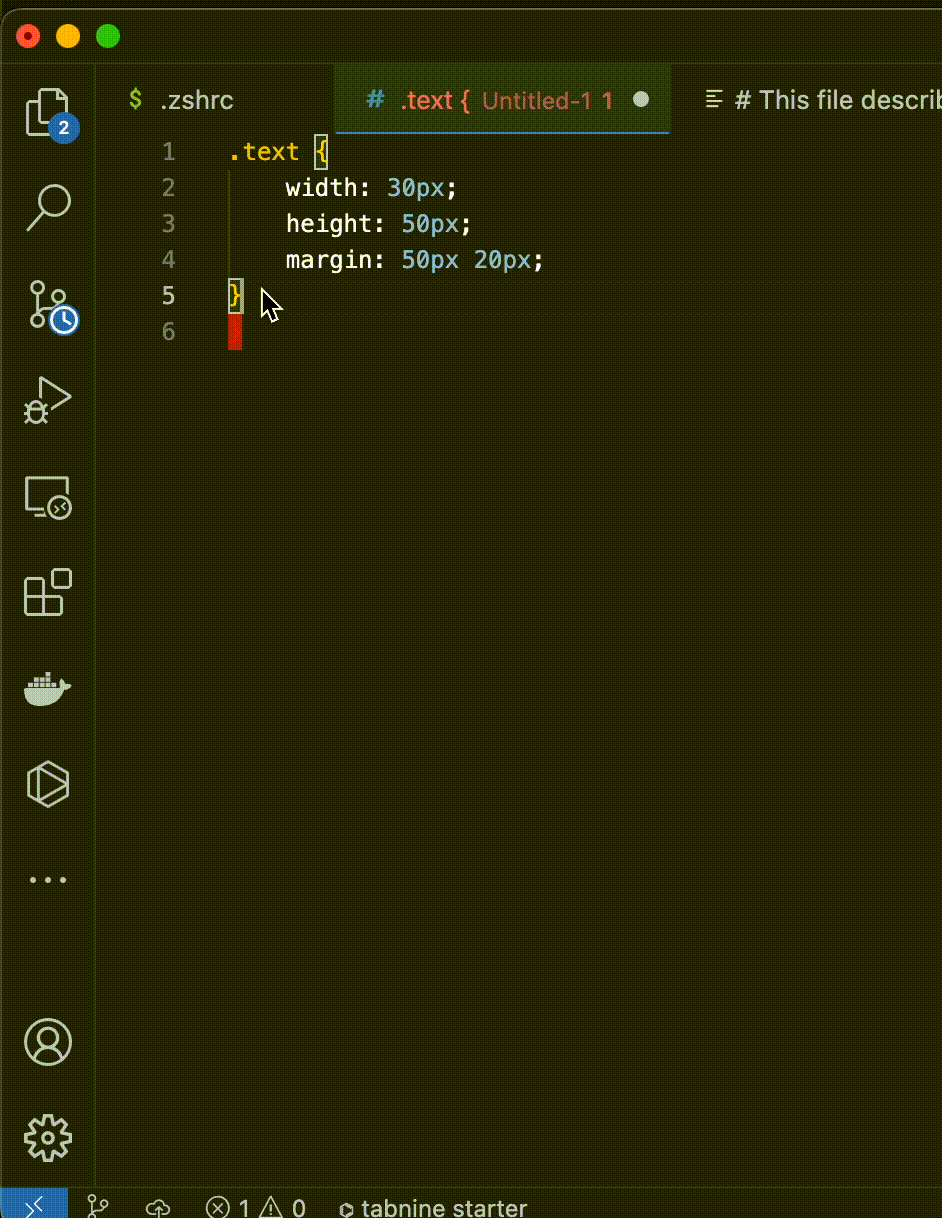 $ .zshrc
# .text { Untitled-1 1
# This file describ
2
1 .text {
2 width: 30px;
3 height: 50px;
4 margin: 50px 20px;
5 }
6
1 0 tabnine starter